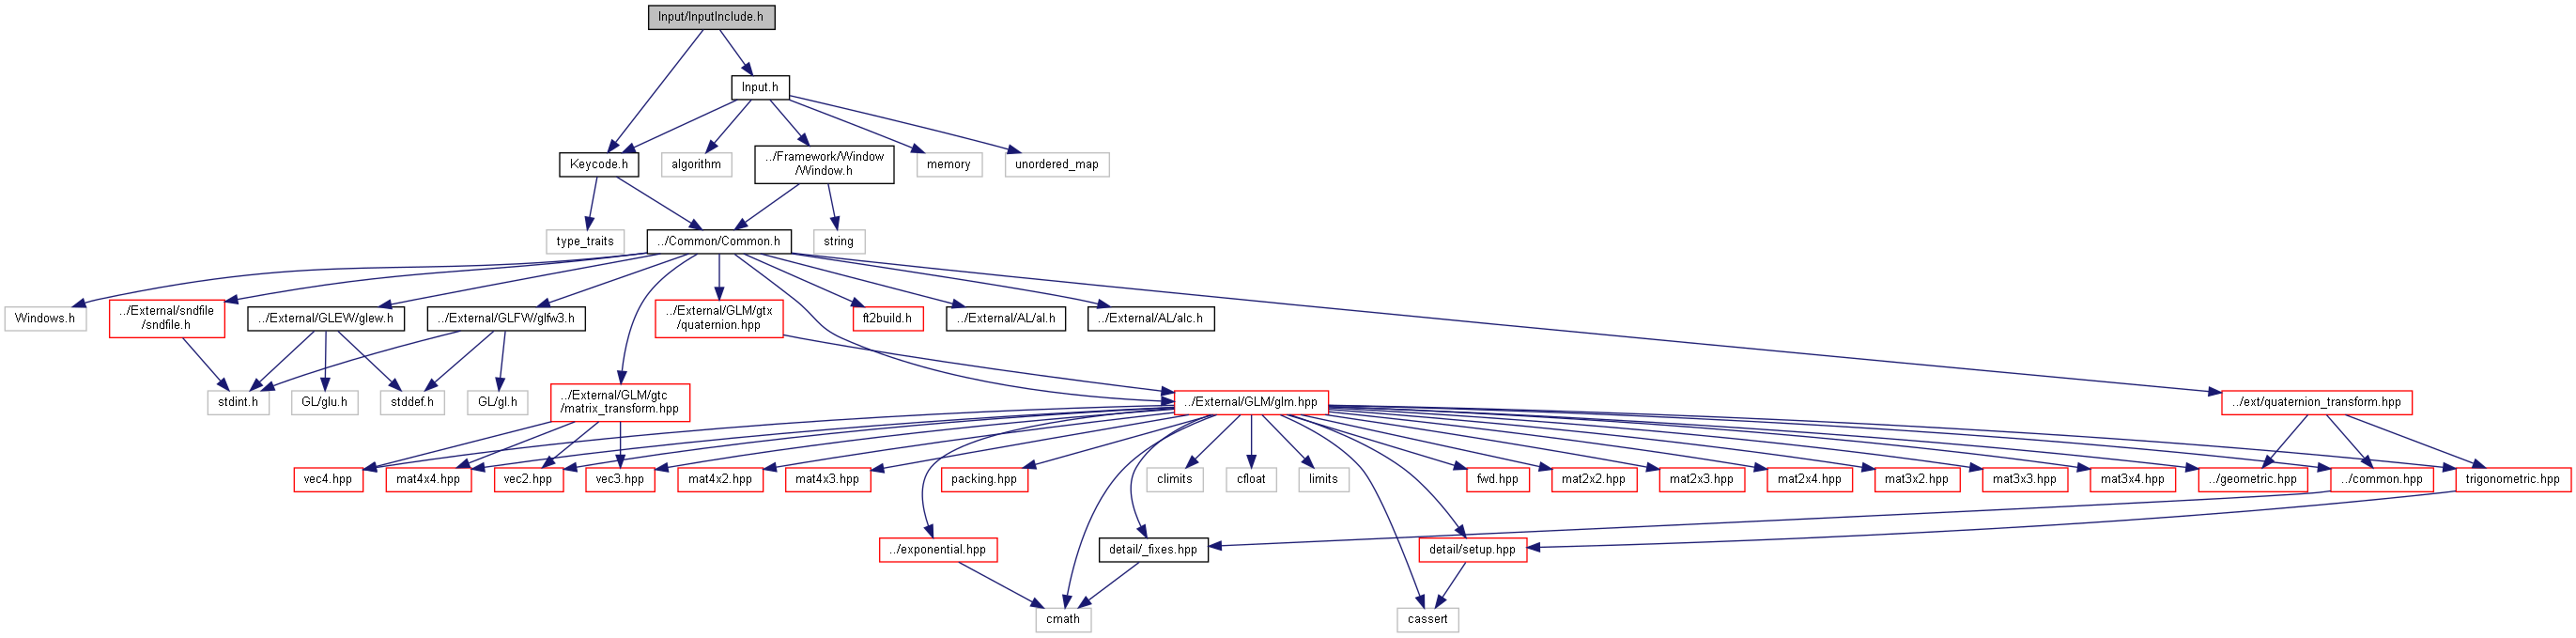 Input/InputInclude.h
Input.h
Keycode.h
algorithm
../Framework/Window
/Window.h
memory
unordered_map
type_traits
../Common/Common.h
string
Windows.h
../External/sndfile
/sndfile.h
../External/GLEW/glew.h
../External/GLFW/glfw3.h
../External/GLM/gtx
/quaternion.hpp
ft2build.h
../External/AL/al.h
../External/AL/alc.h
stdint.h
GL/glu.h
stddef.h
GL/gl.h
../External/GLM/gtc
/matrix_transform.hpp
../External/GLM/glm.hpp
../ext/quaternion_transform.hpp
vec4.hpp
mat4x4.hpp
vec2.hpp
vec3.hpp
mat4x2.hpp
mat4x3.hpp
packing.hpp
climits
cfloat
limits
fwd.hpp
mat2x2.hpp
mat2x3.hpp
mat2x4.hpp
mat3x2.hpp
mat3x3.hpp
mat3x4.hpp
../geometric.hpp
../common.hpp
trigonometric.hpp
../exponential.hpp
detail/_fixes.hpp
detail/setup.hpp
cmath
cassert